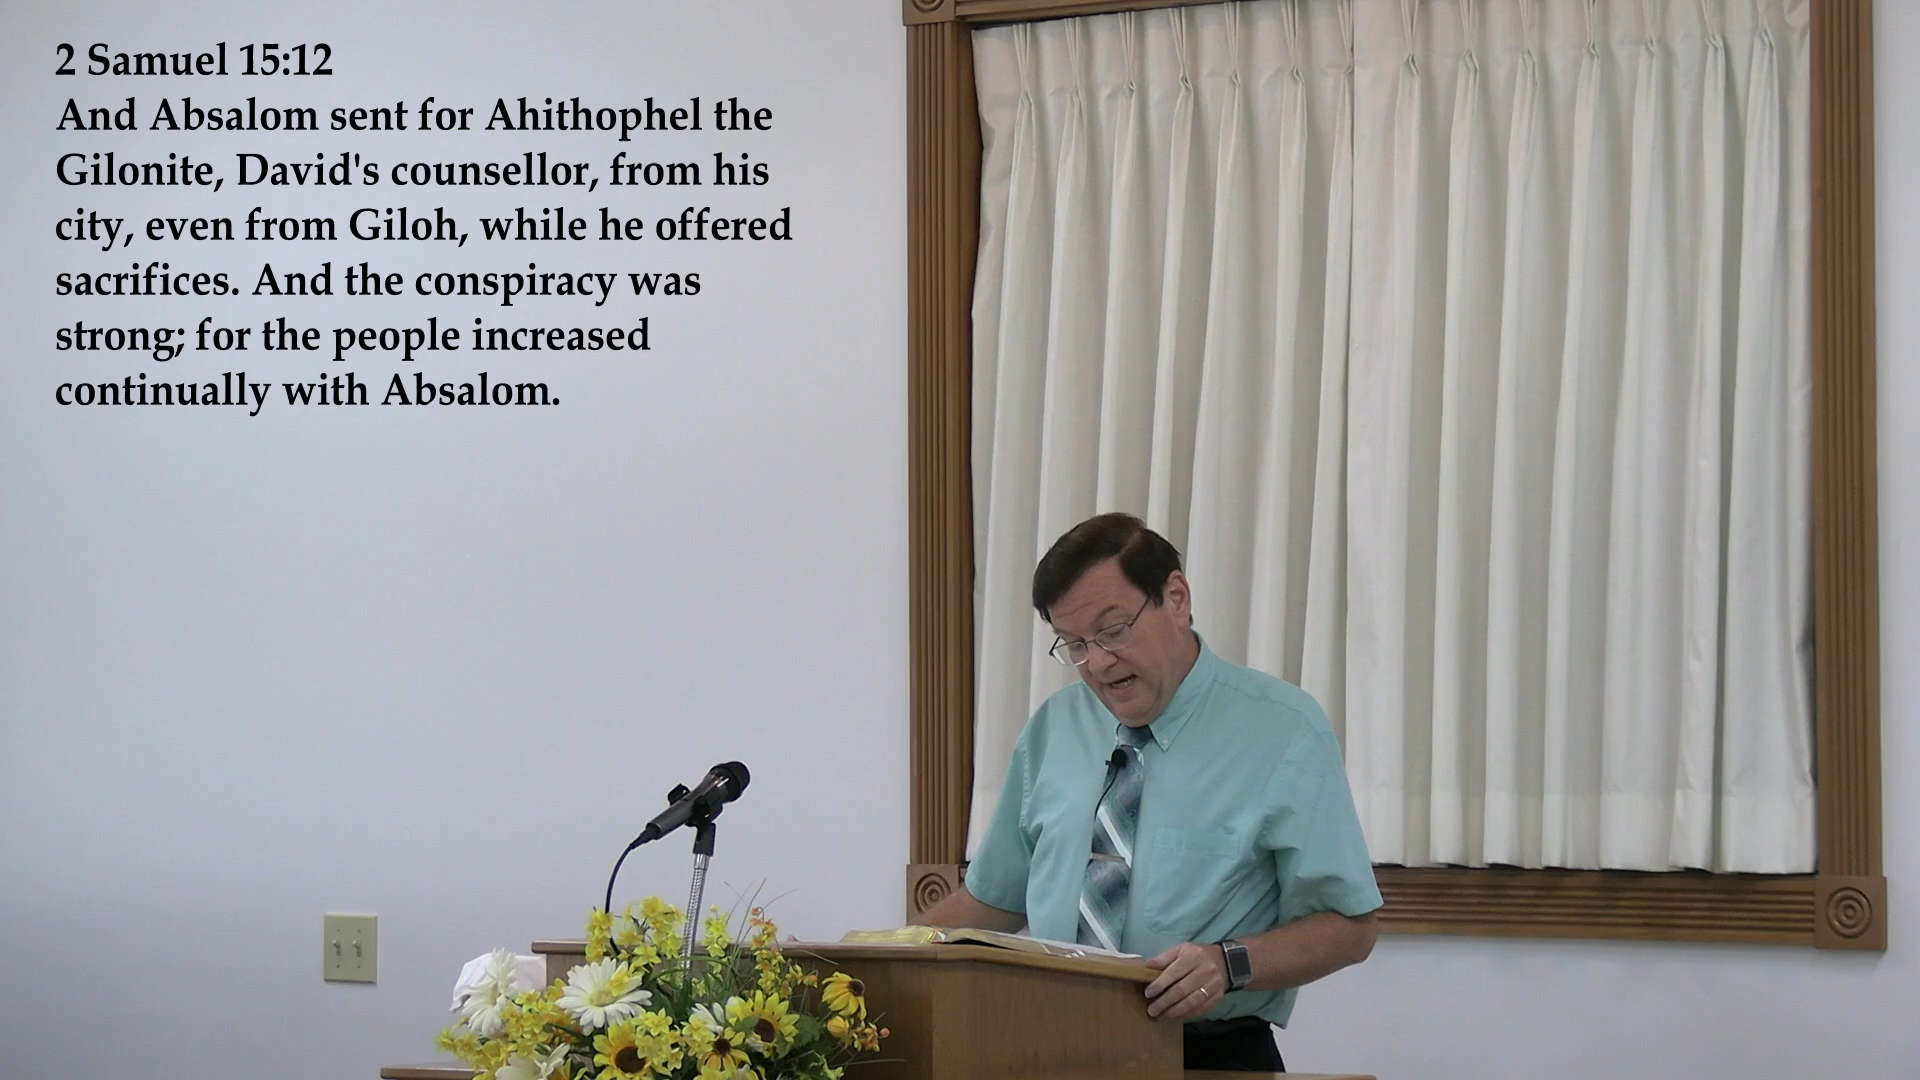 2 Samuel 15:12
And Absalom sent for Ahithophel the
Gilonite, David's counsellor, from his
city, even from Giloh, while he offered
sacrifices. And the conspiracy was
strong; for the people increased
continually with Absalom.